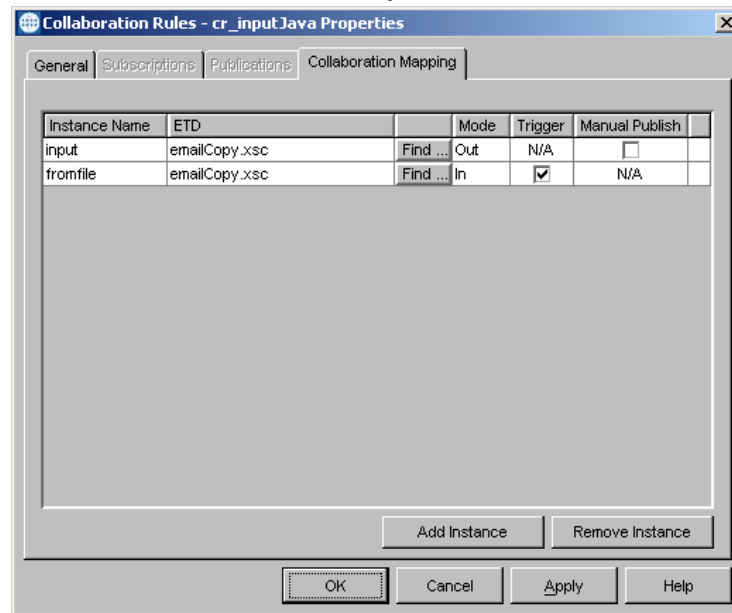 Collaboration Rules - cr_inputJava Properties
General Subscriptions Publications Collaboration Mapping
Instance Name ETD Mode Trigger Manual Publish
input emailCopy.xsc Find ... Out N/A
fromfile emailCopy.xsc Find ... In N/A
Add Instance Remove Instance
OK Cancel Apply Help